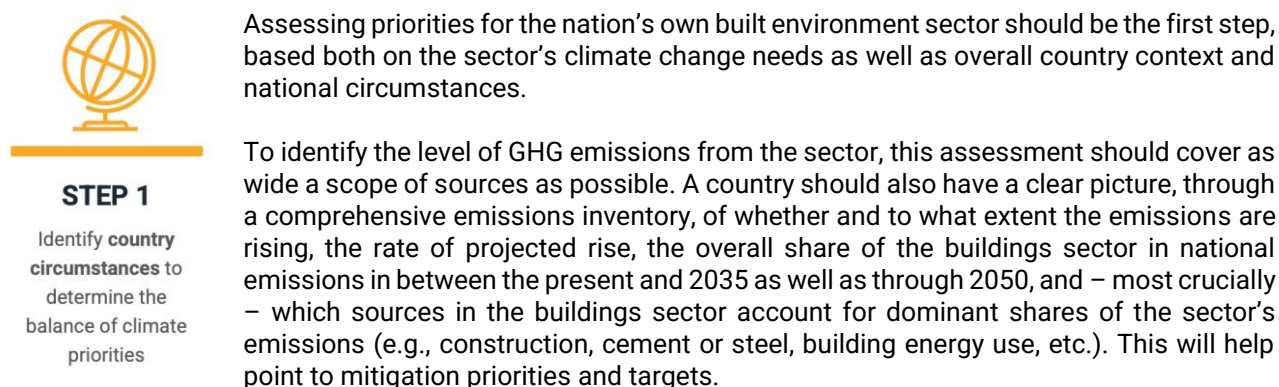 STEP 1
Identify country
circumstances to
determine the
balance of climate
priorities
Assessing priorities for the nation’s own built environment sector should be the first step,
based both on the sector’s climate change needs as well as overall country context and
national circumstances.
To identify the level of GHG emissions from the sector, this assessment should cover as
wide a scope of sources as possible. A country should also have a clear picture, through
a comprehensive emissions inventory, of whether and to what extent the emissions are
rising, the rate of projected rise, the overall share of the buildings sector in national
emissions in between the present and 2035 as well as through 2050, and – most crucially
– which sources in the buildings sector account for dominant shares of the sector’s
emissions (e.g., construction, cement or steel, building energy use, etc.). This will help
point to mitigation priorities and targets.